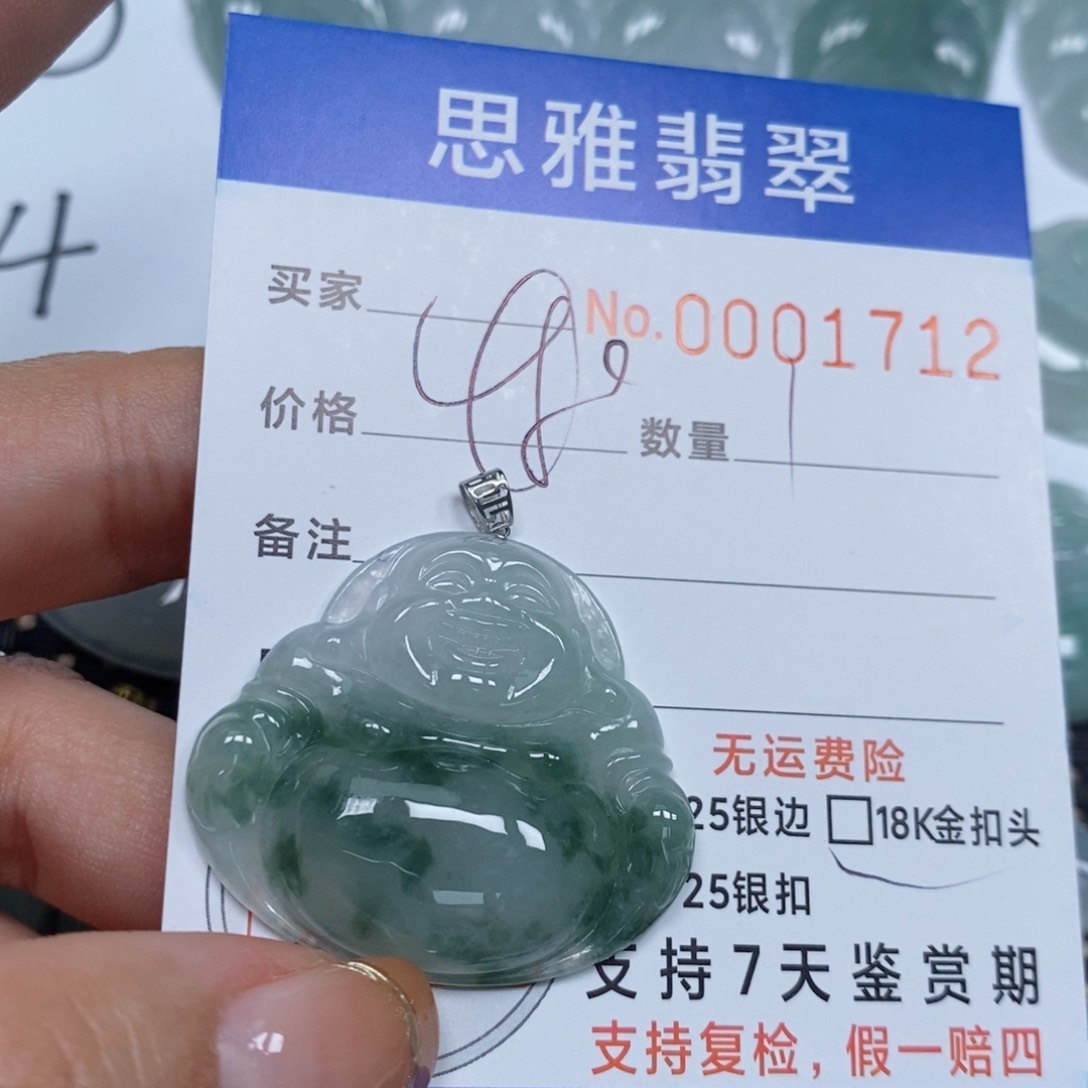 4
思雅翡翠
买家
No.0001712
价格
数量 1
备注
无运费险
25银边 □18K金扣头
25银扣
支持7天鉴赏期
支持复检，假一赔四